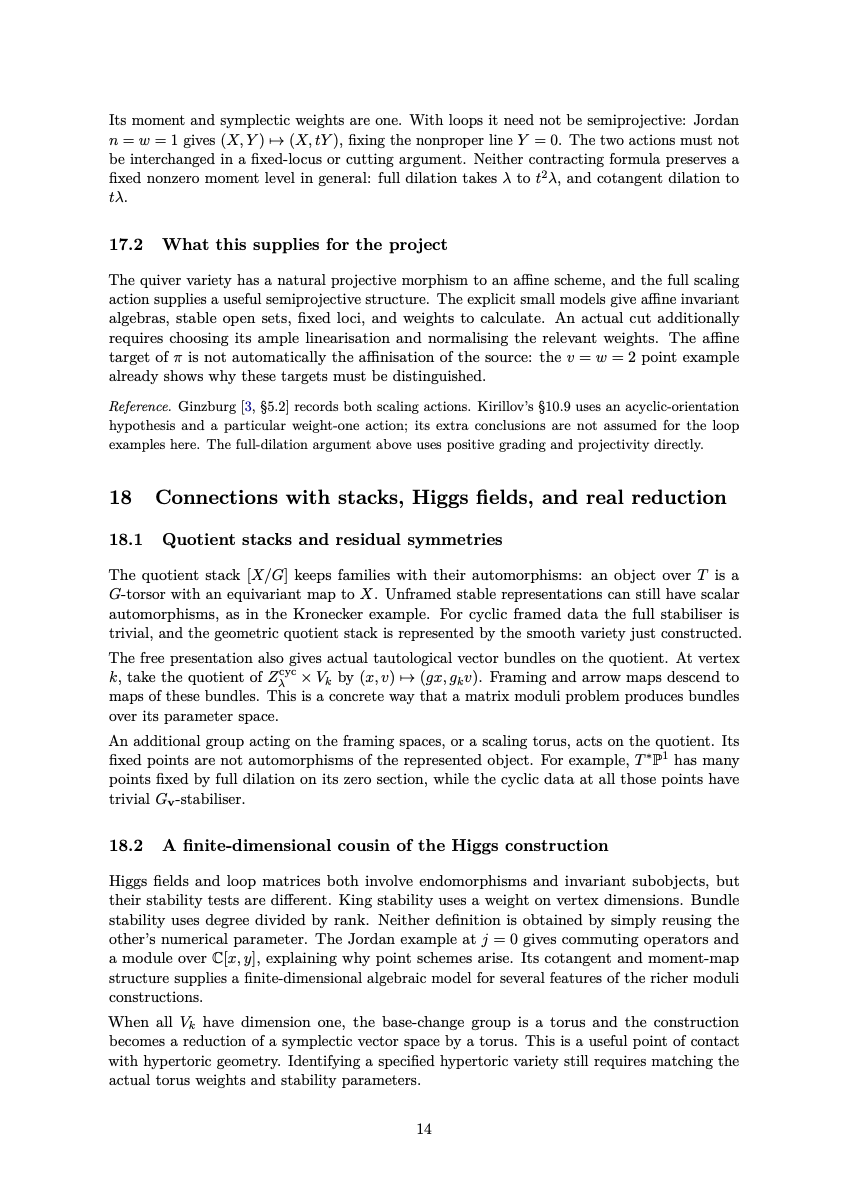 Its moment and symplectic weights are one. With loops it need not be semiprojective: Jordan
n = w = 1 gives (X, Y) ↦ (X, tY), fixing the nonproper line Y = 0. The two actions must not
be interchanged in a fixed-locus or cutting argument. Neither contracting formula preserves a
fixed nonzero moment level in general: full dilation takes λ to t²λ, and cotangent dilation to
tλ.
17.2 What this supplies for the project
The quiver variety has a natural projective morphism to an affine scheme, and the full scaling
action supplies a useful semiprojective structure. The explicit small models give affine invariant
algebras, stable open sets, fixed loci, and weights to calculate. An actual cut additionally
requires choosing its ample linearisation and normalising the relevant weights. The affine
target of π is not automatically the affinisation of the source: the v = w = 2 point example
already shows why these targets must be distinguished.
Reference. Ginzburg [3, §5.2] records both scaling actions. Kirillov's §10.9 uses an acyclic-orientation
hypothesis and a particular weight-one action; its extra conclusions are not assumed for the loop
examples here. The full-dilation argument above uses positive grading and projectivity directly.
18 Connections with stacks, Higgs fields, and real reduction
18.1 Quotient stacks and residual symmetries
The quotient stack [X/G] keeps families with their automorphisms: an object over T is a
G-torsor with an equivariant map to X. Unframed stable representations can still have scalar
automorphisms, as in the Kronecker example. For cyclic framed data the full stabiliser is
trivial, and the geometric quotient stack is represented by the smooth variety just constructed.
The free presentation also gives actual tautological vector bundles on the quotient. At vertex
k, take the quotient of Z_λ^cyc × V_k by (x, v) ↦ (gx, g_k v). Framing and arrow maps descend to
maps of these bundles. This is a concrete way that a matrix moduli problem produces bundles
over its parameter space.
An additional group acting on the framing spaces, or a scaling torus, acts on the quotient. Its
fixed points are not automorphisms of the represented object. For example, T*ℙ¹ has many
points fixed by full dilation on its zero section, while the cyclic data at all those points have
trivial G_v-stabiliser.
18.2 A finite-dimensional cousin of the Higgs construction
Higgs fields and loop matrices both involve endomorphisms and invariant subobjects, but
their stability tests are different. King stability uses a weight on vertex dimensions. Bundle
stability uses degree divided by rank. Neither definition is obtained by simply reusing the
other's numerical parameter. The Jordan example at j = 0 gives commuting operators and
a module over ℂ[x, y], explaining why point schemes arise. Its cotangent and moment-map
structure supplies a finite-dimensional algebraic model for several features of the richer moduli
constructions.
When all V_k have dimension one, the base-change group is a torus and the construction
becomes a reduction of a symplectic vector space by a torus. This is a useful point of contact
with hypertoric geometry. Identifying a specified hypertoric variety still requires matching the
actual torus weights and stability parameters.
14